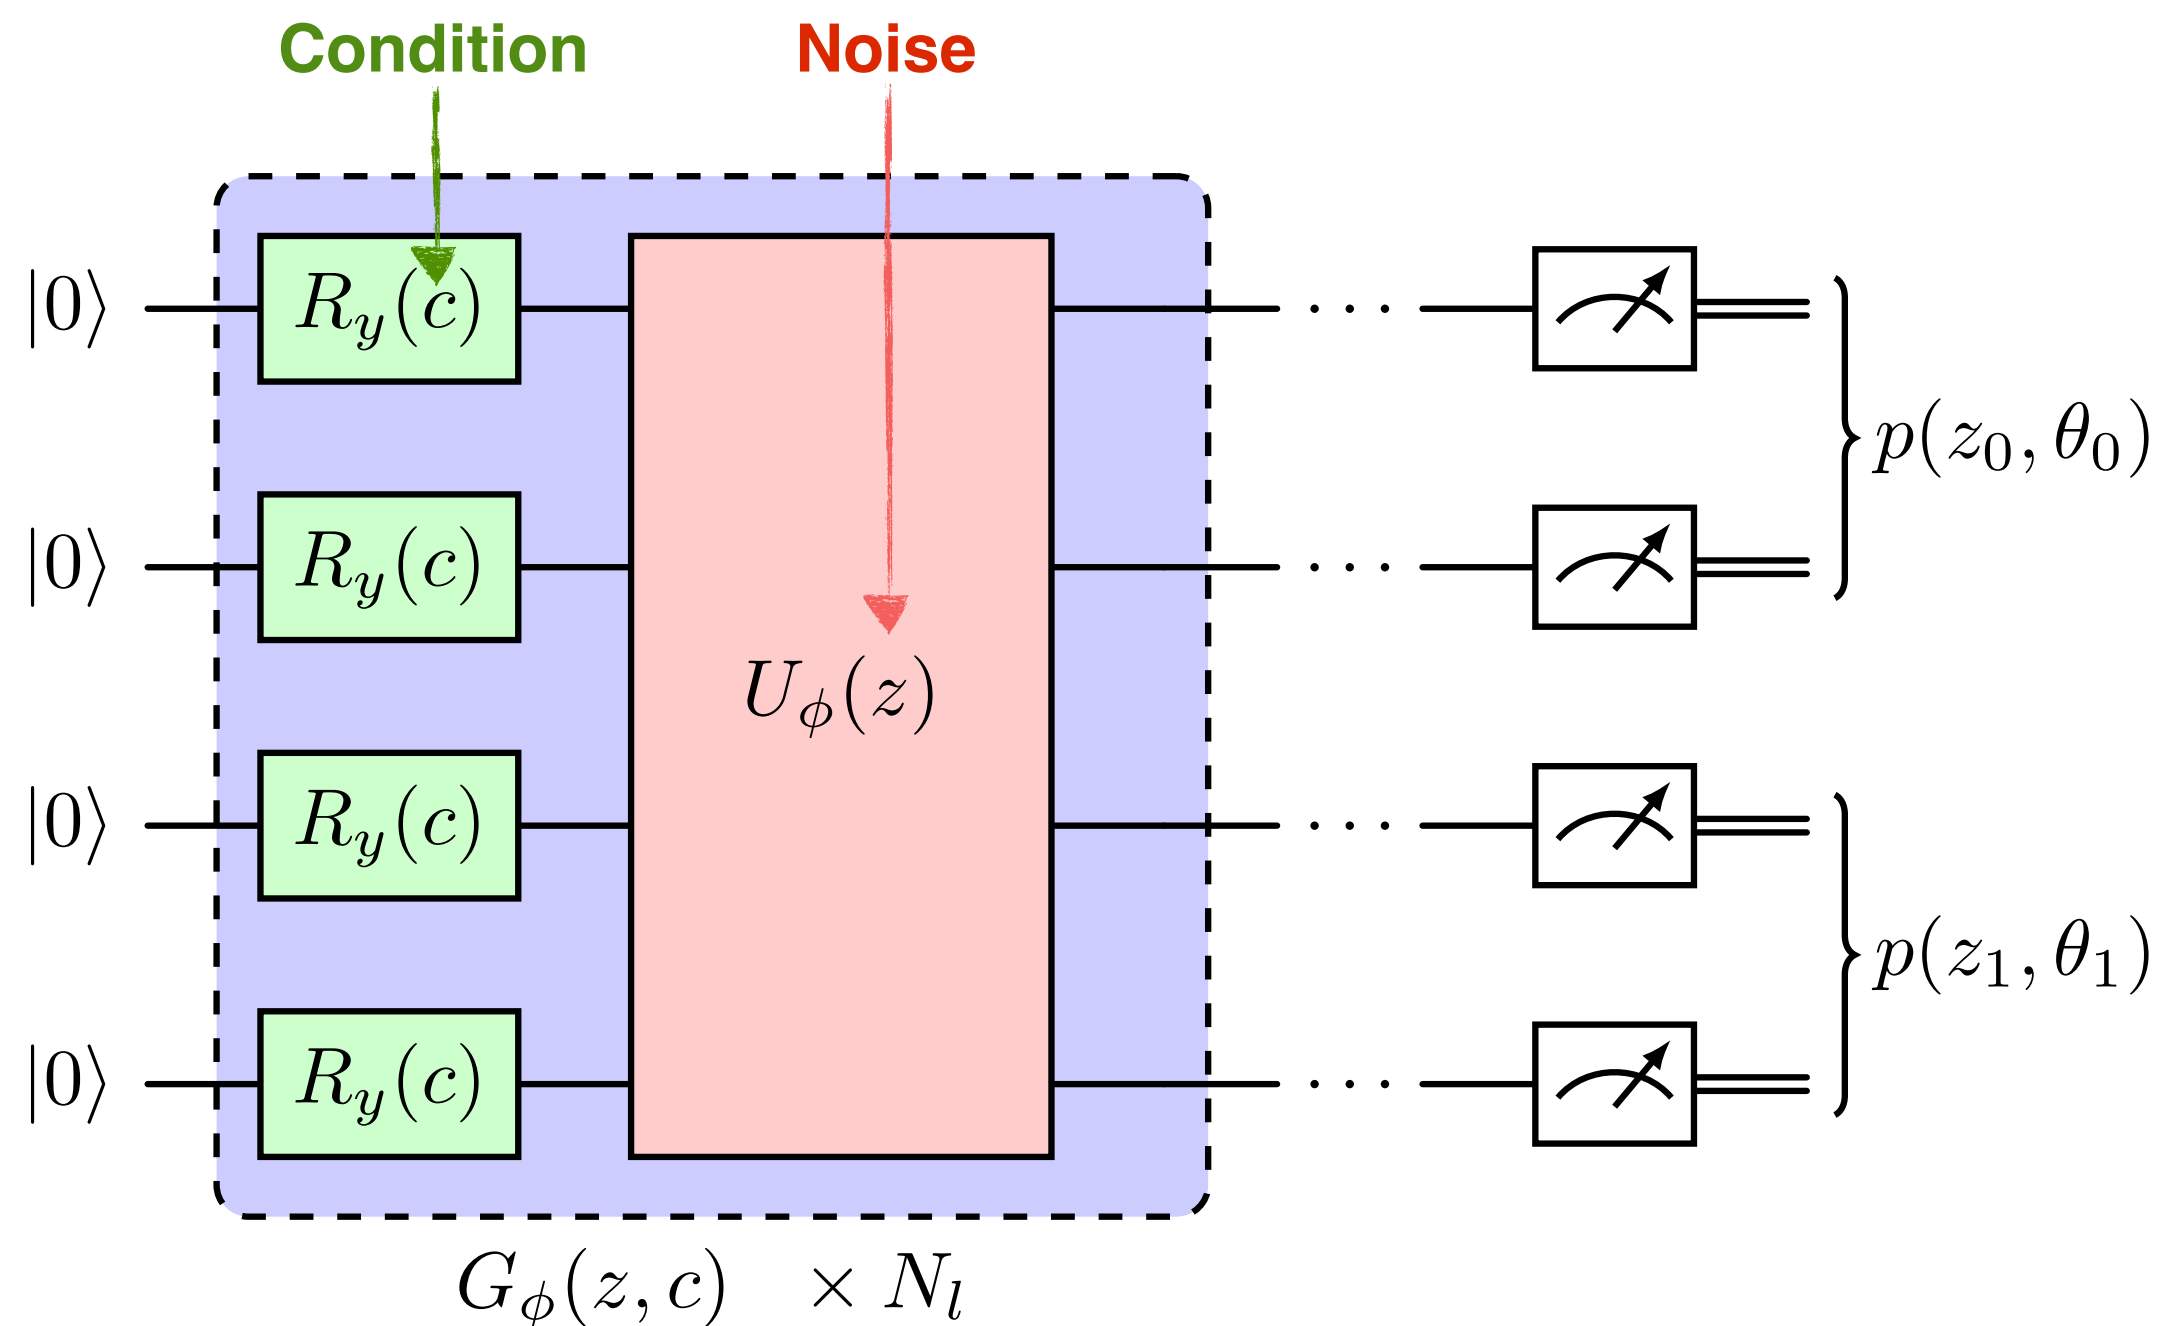 Condition Noise
|0⟩ R_y(c) · · ·
p(z_0, θ_0)
|0⟩ R_y(c) · · ·
U_ϕ(z)
|0⟩ R_y(c) · · ·
p(z_1, θ_1)
|0⟩ R_y(c) · · ·
G_ϕ(z, c) × N_l